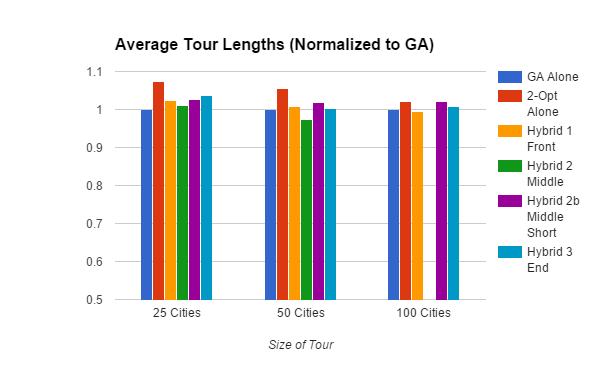 Average Tour Lengths (Normalized to GA)
1.1
1
0.9
0.8
0.7
0.6
0.5
25 Cities
50 Cities
100 Cities
Size of Tour
GA Alone
2-Opt
Alone
Hybrid 1
Front
Hybrid 2
Middle
Hybrid 2b
Middle
Short
Hybrid 3
End